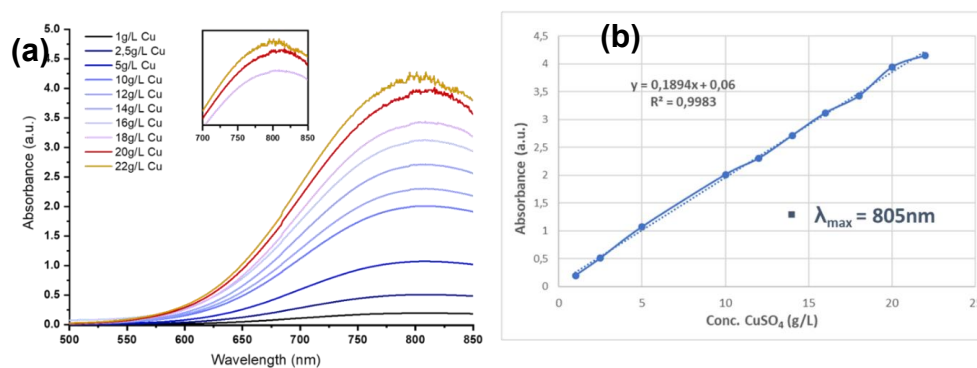 (a)
5.0
4.5
4.0
3.5
3.0
2.5
2.0
1.5
1.0
0.5
0.0
Absorbance (a.u.)
1g/L Cu
2,5g/L Cu
5g/L Cu
10g/L Cu
12g/L Cu
14g/L Cu
16g/L Cu
18g/L Cu
20g/L Cu
22g/L Cu
700 750 800 850
500 550 600 650 700 750 800 850
Wavelength (nm)
(b)
4,5
4
3,5
3
2,5
2
1,5
1
0,5
0
Absorbance (a.u.)
y = 0,1894x + 0,06
R² = 0,9983
λmax = 805nm
0 5 10 15 20
Conc. CuSO₄ (g/L)